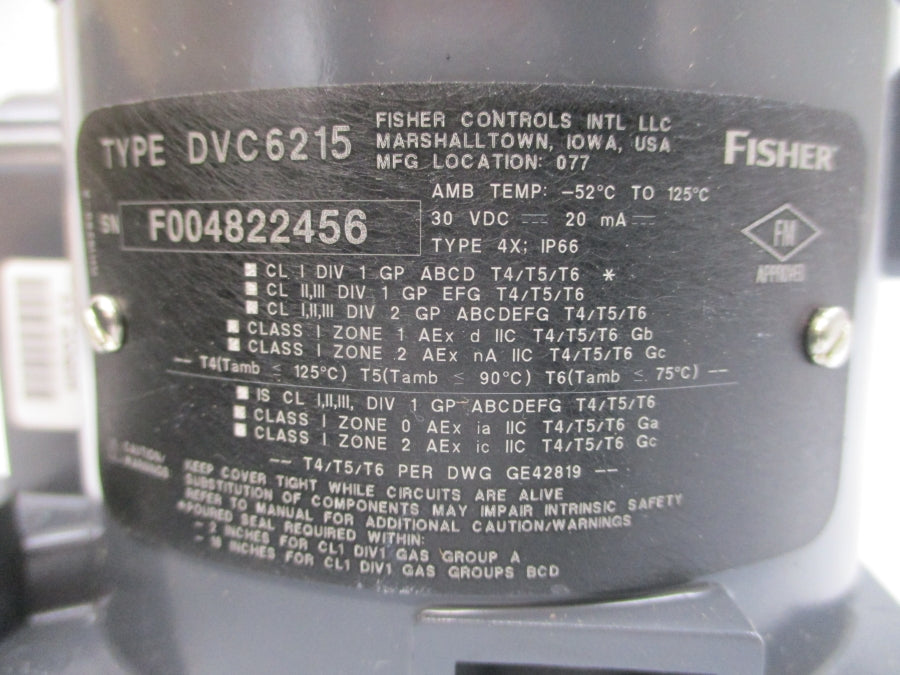 TYPE DVC6215
FISHER CONTROLS INTL LLC
MARSHALLTOWN, IOWA, USA
MFG LOCATION: 077
FISHER
AMB TEMP: -52°C TO 125°C
SN F004822456
30 VDC ⎓ 20 mA ⎓
TYPE 4X; IP66
FM
APPROVED
CL I DIV 1 GP ABCD T4/T5/T6 *
CL II,III DIV 1 GP EFG T4/T5/T6
CL I,II,III DIV 2 GP ABCDEFG T4/T5/T6
CLASS I ZONE 1 AEx d IIC T4/T5/T6 Gb
CLASS I ZONE 2 AEx nA IIC T4/T5/T6 Gc
-- T4(Tamb ≤ 125°C) T5(Tamb ≤ 90°C) T6(Tamb ≤ 75°C) --
IS CL I,II,III, DIV 1 GP ABCDEFG T4/T5/T6
CLASS I ZONE 0 AEx ia IIC T4/T5/T6 Ga
CLASS I ZONE 2 AEx ic IIC T4/T5/T6 Gc
-- T4/T5/T6 PER DWG GE42819 --
CAUTION/
WARNINGS
KEEP COVER TIGHT WHILE CIRCUITS ARE ALIVE
SUBSTITUTION OF COMPONENTS MAY IMPAIR INTRINSIC SAFETY
REFER TO MANUAL FOR ADDITIONAL CAUTION/WARNINGS
*POURED SEAL REQUIRED WITHIN:
- 2 INCHES FOR CL1 DIV1 GAS GROUP A
- 18 INCHES FOR CL1 DIV1 GAS GROUPS BCD